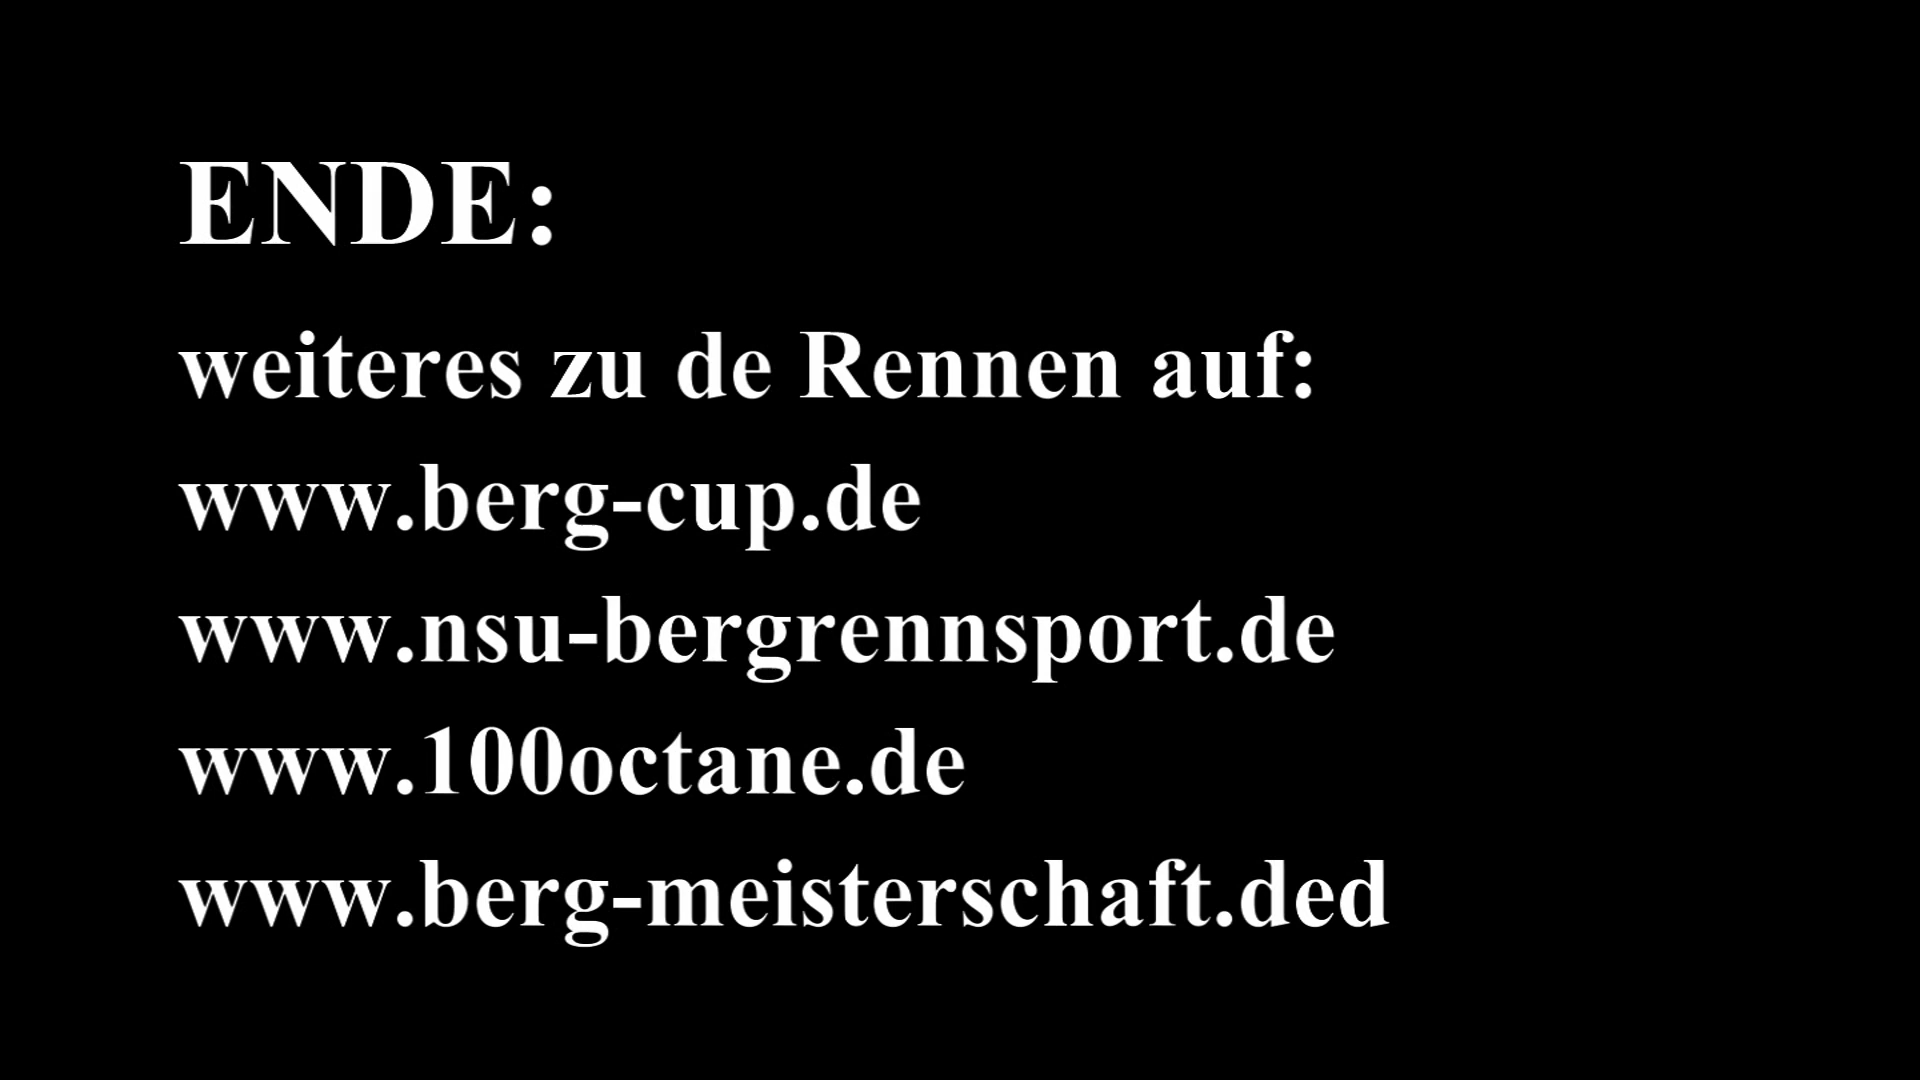 ENDE:
weiteres zu de Rennen auf:
www.berg-cup.de
www.nsu-bergrennsport.de
www.100octane.de
www.berg-meisterschaft.ded